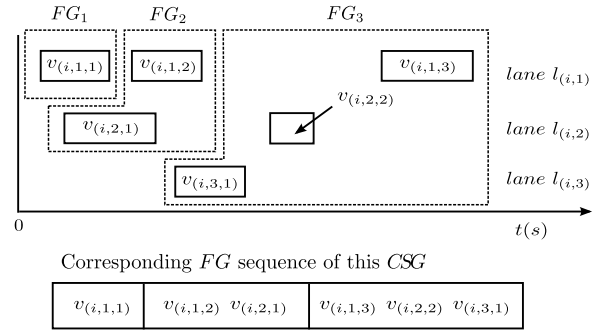 FG₁ FG₂ FG₃
v₍ᵢ,₁,₁₎ v₍ᵢ,₁,₂₎ v₍ᵢ,₁,₃₎ lane l₍ᵢ,₁₎
v₍ᵢ,₂,₂₎
v₍ᵢ,₂,₁₎ lane l₍ᵢ,₂₎
v₍ᵢ,₃,₁₎ lane l₍ᵢ,₃₎
0 t(s)
Corresponding FG sequence of this CSG
v₍ᵢ,₁,₁₎ v₍ᵢ,₁,₂₎ v₍ᵢ,₂,₁₎ v₍ᵢ,₁,₃₎ v₍ᵢ,₂,₂₎ v₍ᵢ,₃,₁₎